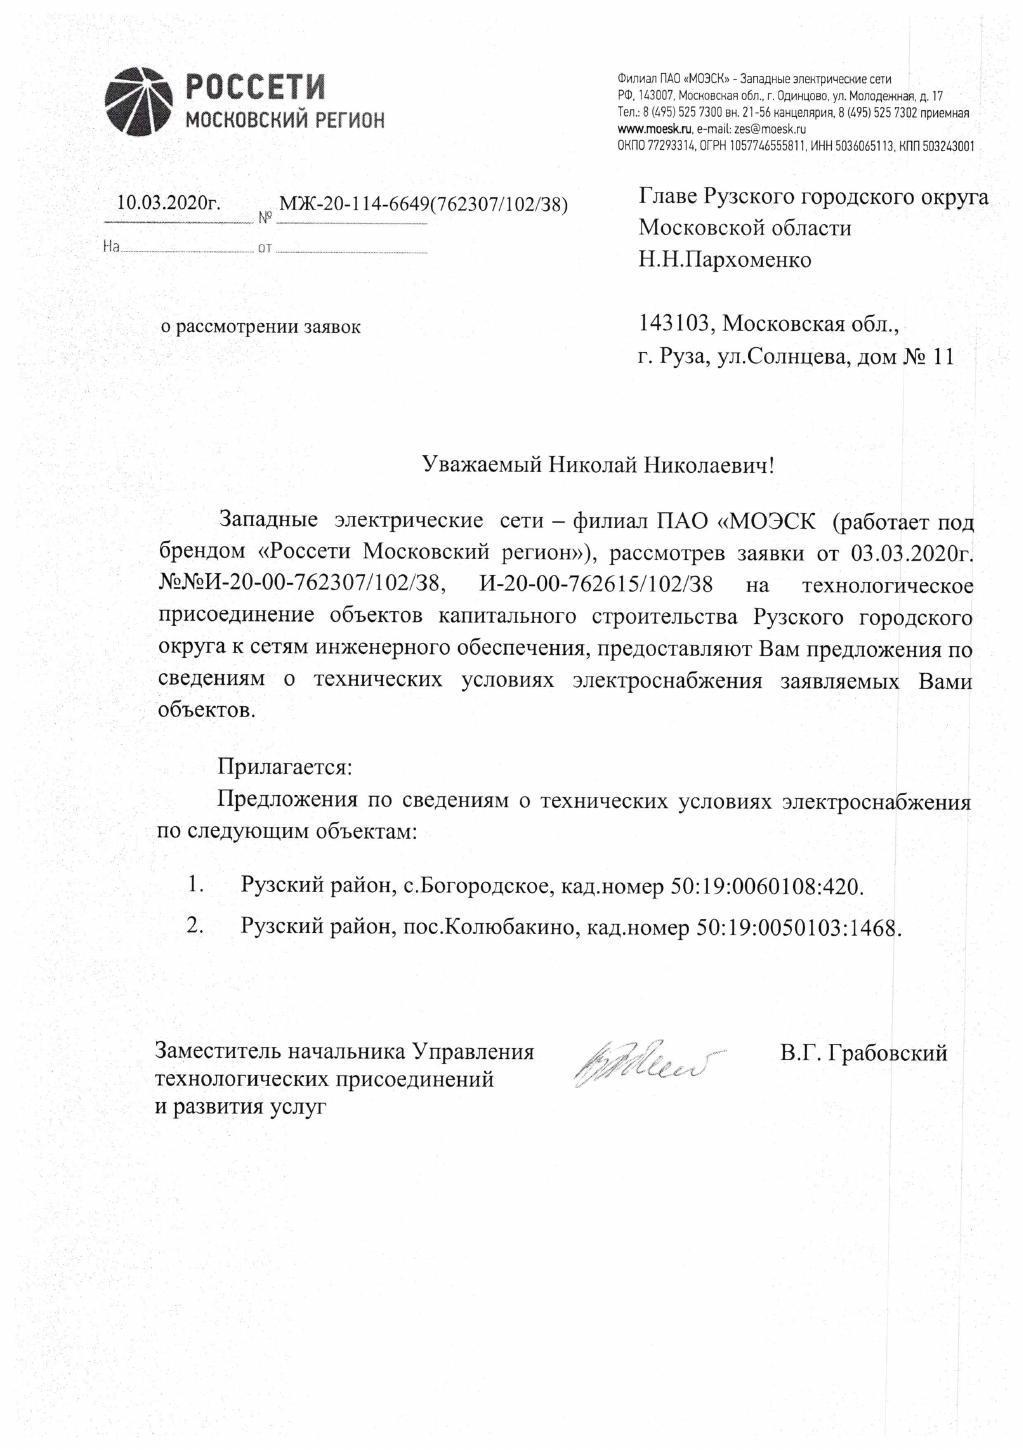 РОССЕТИ
МОСКОВСКИЙ РЕГИОН
Филиал ПАО «МОЭСК» - Западные электрические сети
РФ, 143007, Московская обл., г. Одинцово, ул. Молодежная, д. 17
Тел.: 8 (495) 525 7300 вн. 21-56 канцелярия, 8 (495) 525 7302 приемная
www.moesk.ru, e-mail: zes@moesk.ru
ОКПО 77293314, ОГРН 1057746555811, ИНН 5036065113, КПП 503243001
10.03.2020г. № МЖ-20-114-6649(762307/102/38)
На от
Главе Рузского городского округа
Московской области
Н.Н.Пархоменко
о рассмотрении заявок
143103, Московская обл.,
г. Руза, ул.Солнцева, дом № 11
Уважаемый Николай Николаевич!
Западные электрические сети – филиал ПАО «МОЭСК (работает под
брендом «Россети Московский регион»), рассмотрев заявки от 03.03.2020г.
№№И-20-00-762307/102/38, И-20-00-762615/102/38 на технологическое
присоединение объектов капитального строительства Рузского городского
округа к сетям инженерного обеспечения, предоставляют Вам предложения по
сведениям о технических условиях электроснабжения заявляемых Вами
объектов.
Прилагается:
Предложения по сведениям о технических условиях электроснабжения
по следующим объектам:
1. Рузский район, с.Богородское, кад.номер 50:19:0060108:420.
2. Рузский район, пос.Колюбакино, кад.номер 50:19:0050103:1468.
Заместитель начальника Управления
технологических присоединений
и развития услуг
В.Г. Грабовский